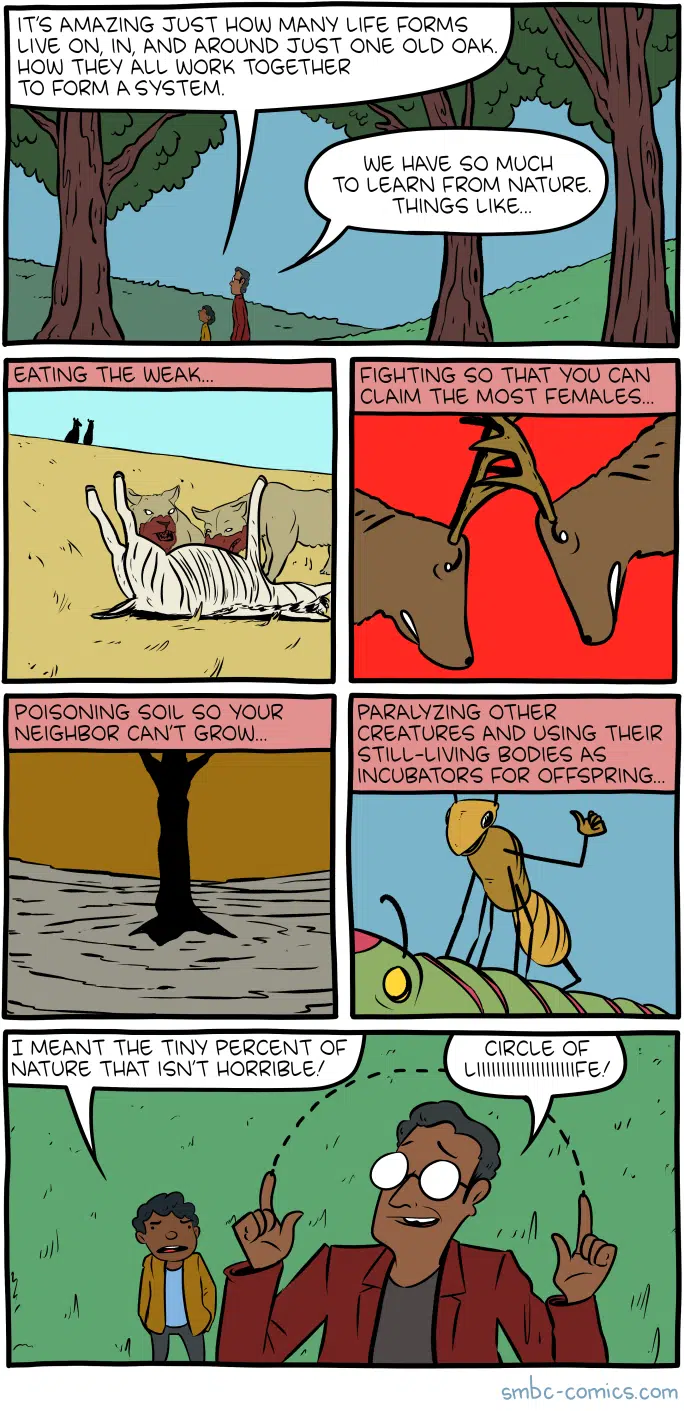 IT'S AMAZING JUST HOW MANY LIFE FORMS
LIVE ON, IN, AND AROUND JUST ONE OLD OAK.
HOW THEY ALL WORK TOGETHER
TO FORM A SYSTEM.
WE HAVE SO MUCH
TO LEARN FROM NATURE.
THINGS LIKE...
EATING THE WEAK...
FIGHTING SO THAT YOU CAN
CLAIM THE MOST FEMALES...
POISONING SOIL SO YOUR
NEIGHBOR CAN'T GROW...
PARALYZING OTHER
CREATURES AND USING THEIR
STILL-LIVING BODIES AS
INCUBATORS FOR OFFSPRING...
I MEANT THE TINY PERCENT OF
NATURE THAT ISN'T HORRIBLE!
CIRCLE OF
LIIIIIIIIIIIIIIIIIIIIFE!
smbc-comics.com